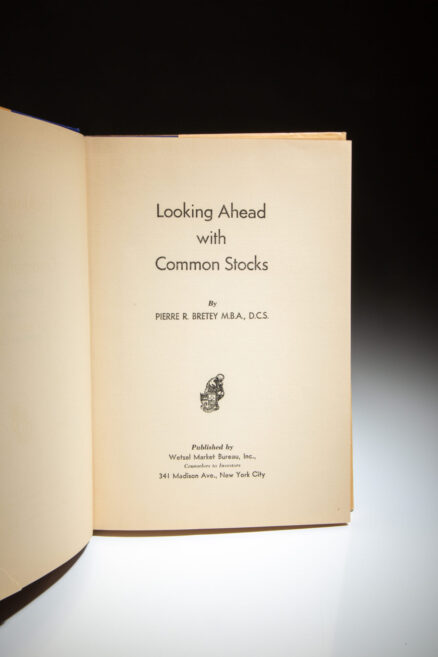 Looking Ahead
with
Common Stocks
By
PIERRE R. BRETEY M.B.A., D.C.S.
Published by
Wetsel Market Bureau, Inc.,
Counselors to Investors
341 Madison Ave., New York City